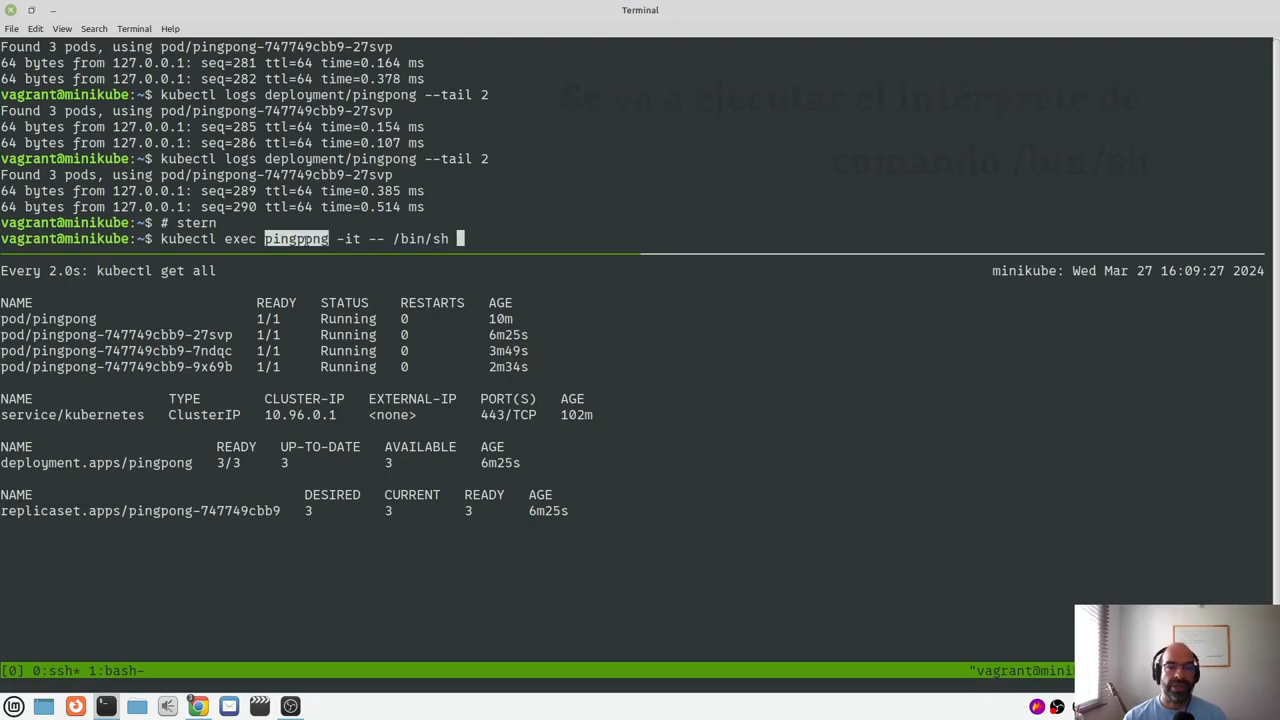 Terminal
File Edit View Search Terminal Help
Found 3 pods, using pod/pingpong-747749cbb9-27svp
64 bytes from 127.0.0.1: seq=281 ttl=64 time=0.164 ms
64 bytes from 127.0.0.1: seq=282 ttl=64 time=0.378 ms
vagrant@minikube:~$ kubectl logs deployment/pingpong --tail 2
Found 3 pods, using pod/pingpong-747749cbb9-27svp
64 bytes from 127.0.0.1: seq=285 ttl=64 time=0.154 ms
64 bytes from 127.0.0.1: seq=286 ttl=64 time=0.107 ms
vagrant@minikube:~$ kubectl logs deployment/pingpong --tail 2
Found 3 pods, using pod/pingpong-747749cbb9-27svp
64 bytes from 127.0.0.1: seq=289 ttl=64 time=0.385 ms
64 bytes from 127.0.0.1: seq=290 ttl=64 time=0.514 ms
vagrant@minikube:~$ # stern
vagrant@minikube:~$ kubectl exec pingpong -it -- /bin/sh
Se va a ejecutar el intérprete de
comando /bin/sh
Every 2.0s: kubectl get all minikube: Wed Mar 27 16:09:27 2024
NAME READY STATUS RESTARTS AGE
pod/pingpong 1/1 Running 0 10m
pod/pingpong-747749cbb9-27svp 1/1 Running 0 6m25s
pod/pingpong-747749cbb9-7ndqc 1/1 Running 0 3m49s
pod/pingpong-747749cbb9-9x69b 1/1 Running 0 2m34s
NAME TYPE CLUSTER-IP EXTERNAL-IP PORT(S) AGE
service/kubernetes ClusterIP 10.96.0.1 <none> 443/TCP 102m
NAME READY UP-TO-DATE AVAILABLE AGE
deployment.apps/pingpong 3/3 3 3 6m25s
NAME DESIRED CURRENT READY AGE
replicaset.apps/pingpong-747749cbb9 3 3 3 6m25s
[0] 0:ssh* 1:bash- "vagrant@mini
3